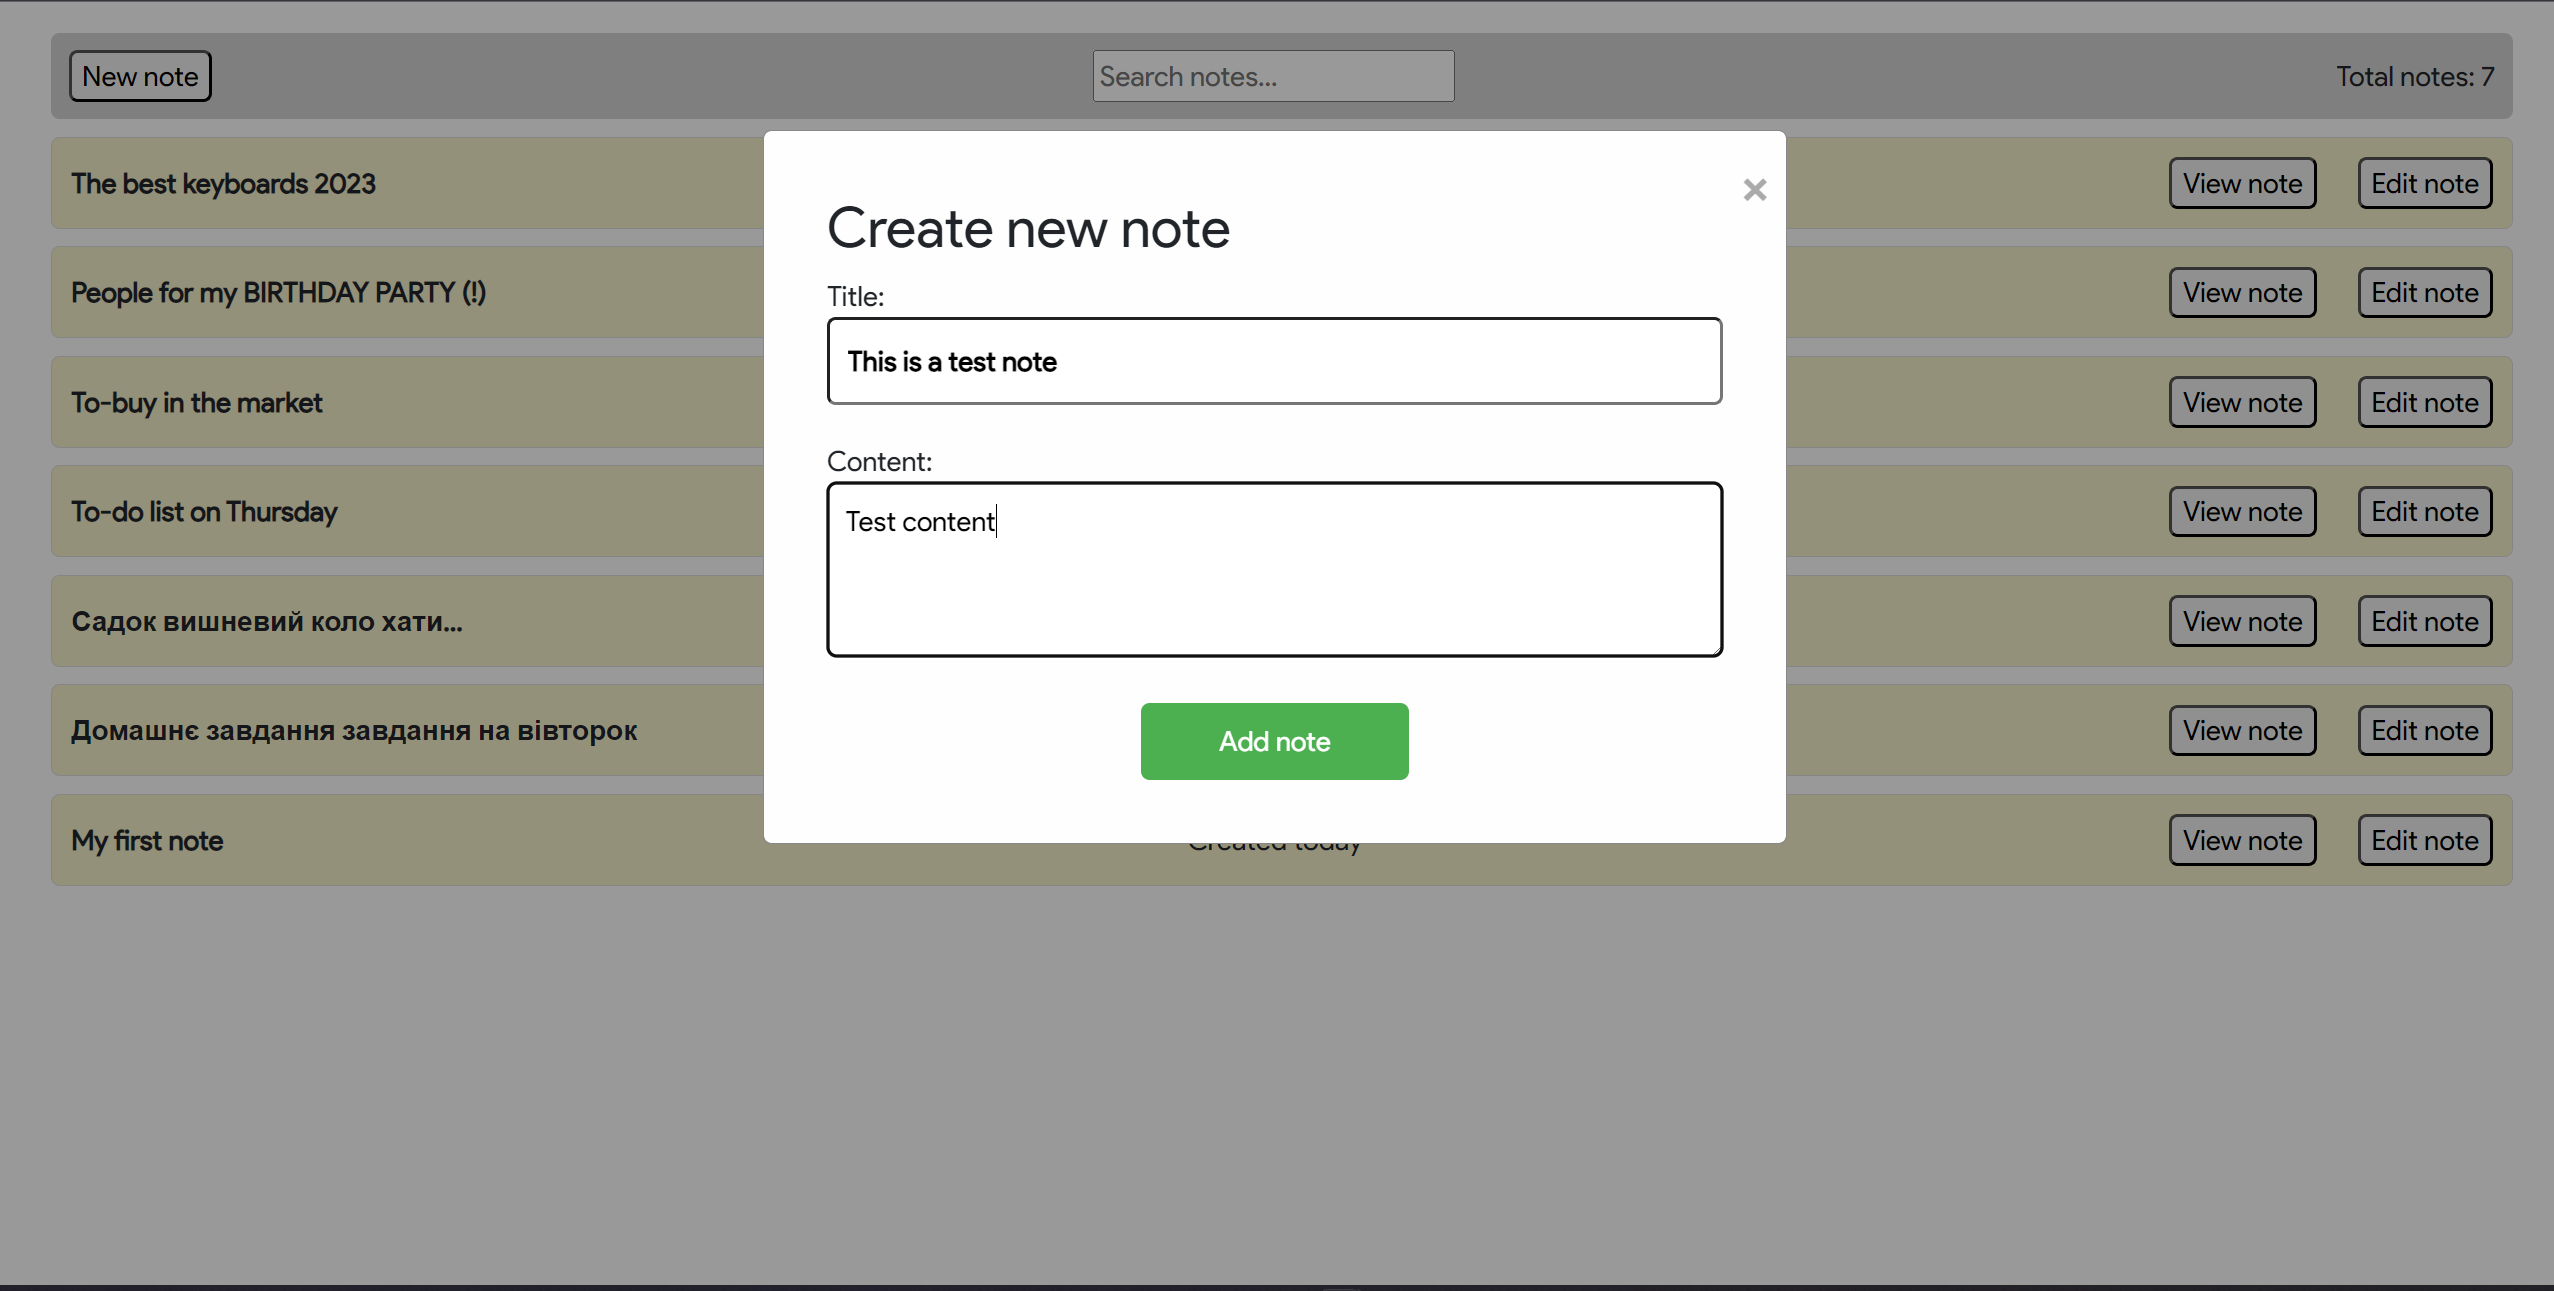 New note
Search notes...
Total notes: 7
The best keyboards 2023
View note
Edit note
People for my BIRTHDAY PARTY (!)
View note
Edit note
To-buy in the market
View note
Edit note
To-do list on Thursday
View note
Edit note
Садок вишневий коло хати...
View note
Edit note
Домашнє завдання завдання на вівторок
View note
Edit note
My first note
Created today
View note
Edit note
×
Create new note
Title:
This is a test note
Content:
Test content
Add note